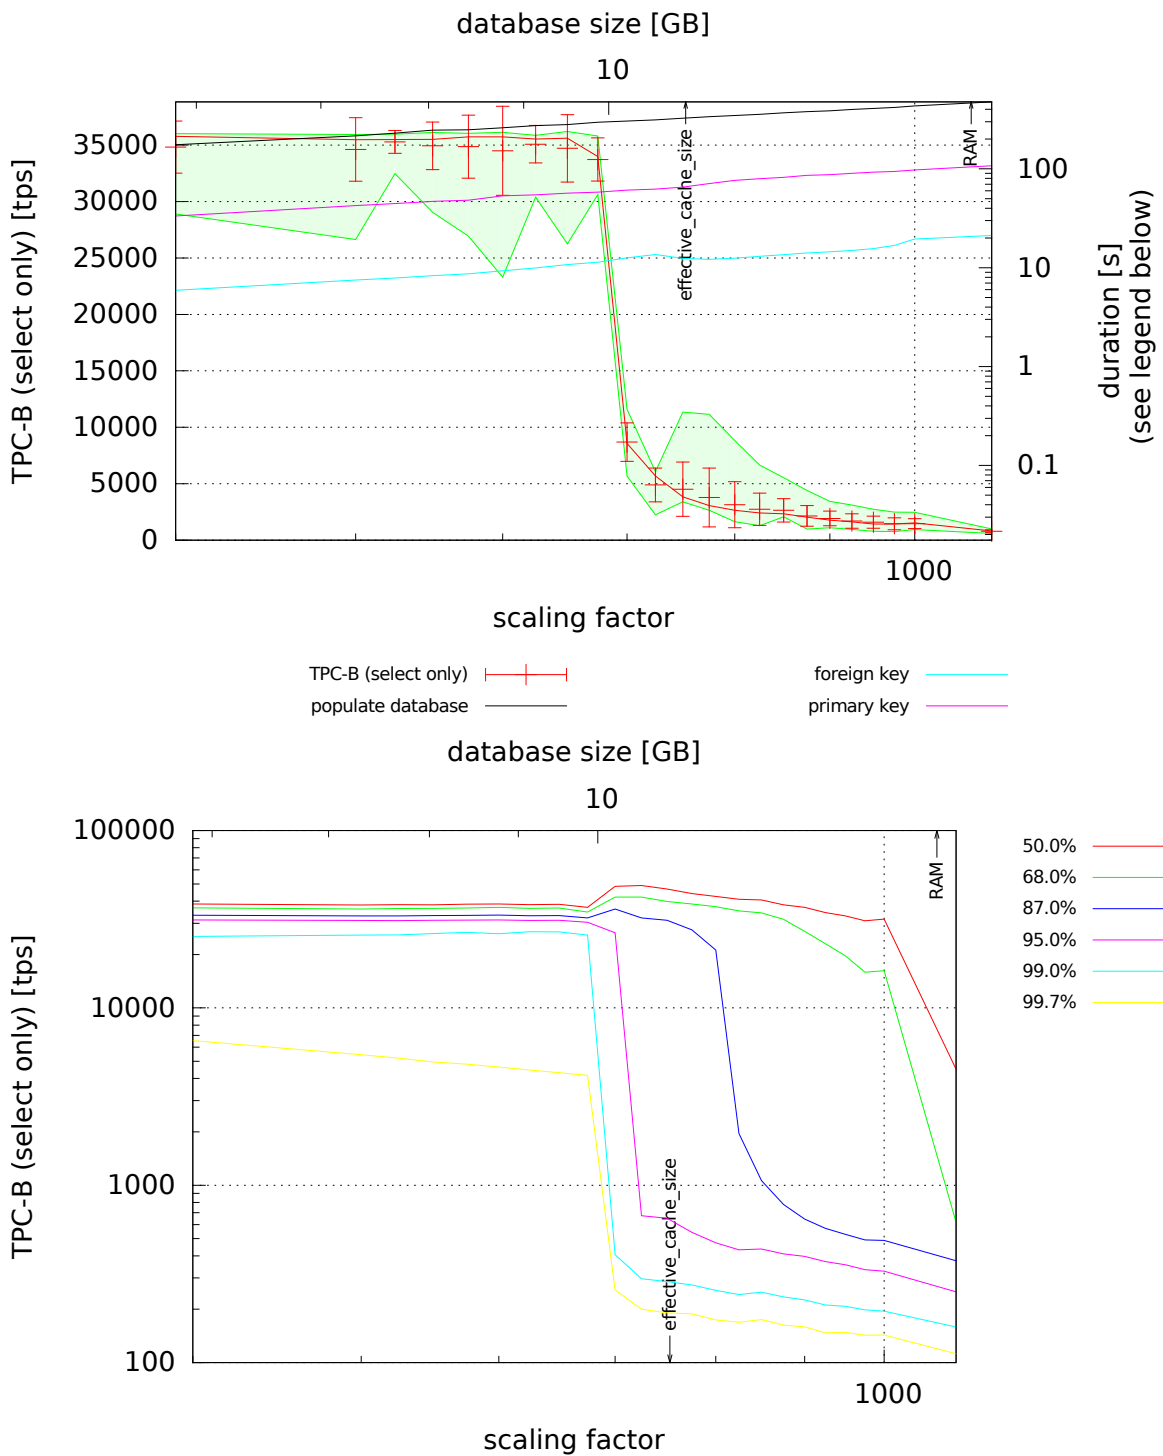 database size [GB]
10
35000
30000
25000
20000
15000
10000
5000
0
TPC-B (select only) [tps]
effective_cache_size
RAM
100
10
1
0.1
duration [s]
(see legend below)
1000
scaling factor
TPC-B (select only)
populate database
foreign key
primary key
database size [GB]
10
100000
10000
1000
100
TPC-B (select only) [tps]
effective_cache_size
RAM
50.0%
68.0%
87.0%
95.0%
99.0%
99.7%
1000
scaling factor